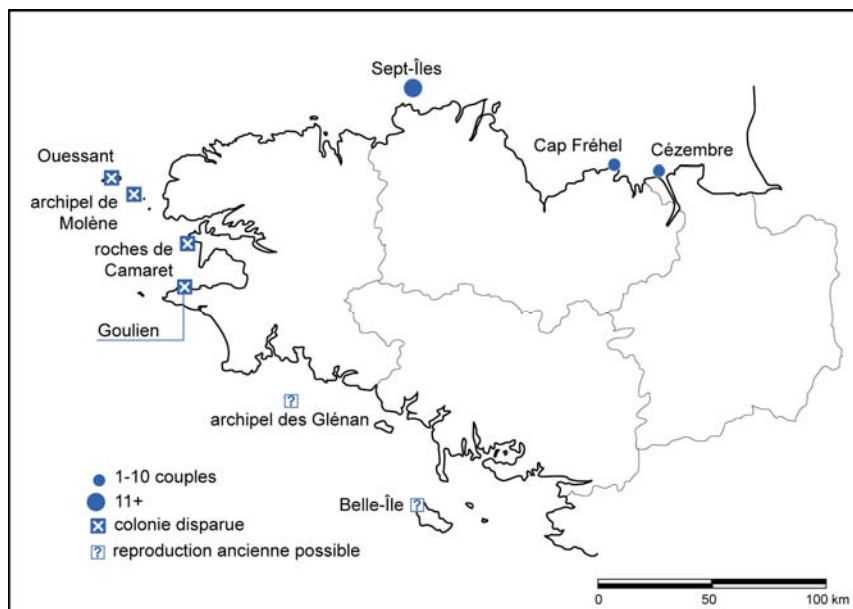 Sept-Îles
Cap Fréhel
Cézembre
Ouessant
archipel de
Molène
roches de
Camaret
Goulien
archipel des Glénan
Belle-Île
1-10 couples
11+
colonie disparue
? reproduction ancienne possible
?
?
0 50 100 km